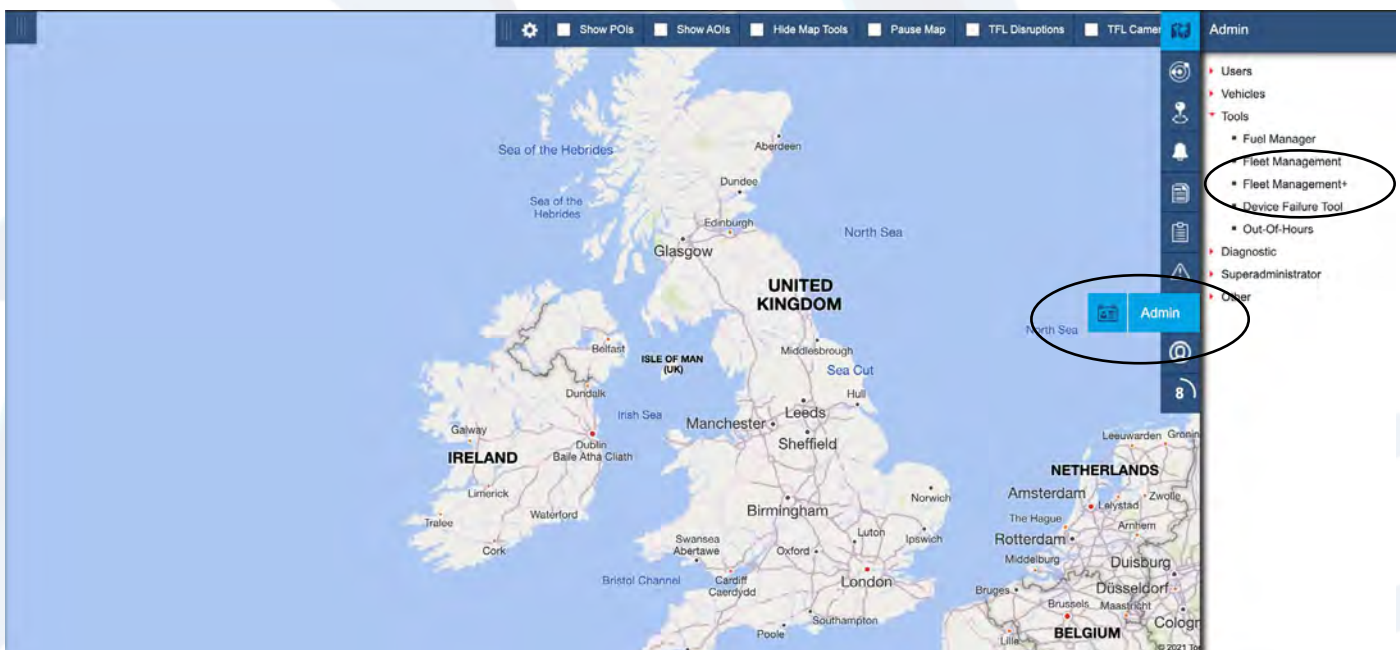 Show POIs
Show AOIs
Hide Map Tools
Pause Map
TFL Disruptions
TFL Camer
Admin
Users
Vehicles
Tools
Fuel Manager
Fleet Management
Fleet Management+
Device Failure Tool
Out-Of-Hours
Diagnostic
Superadministrator
Other
Admin
8
Sea of the Hebrides
Aberdeen
Dundee
Sea of the
Hebrides
Edinburgh
North Sea
Glasgow
UNITED
KINGDOM
North Sea
Belfast
ISLE OF MAN
(UK)
Middlesbrough
Sea Cut
Dundalk
Hull
Irish Sea
Leeds
Manchester
Galway
Sheffield
Dublin
Baile Atha Cliath
IRELAND
Leeuwarden
Gronin
NETHERLANDS
Limerick
Amsterdam
Zwolle
Norwich
Lelystad
Birmingham
Tralee
Waterford
The Hague
Arnhem
Luton
Ipswich
Rotterdam
Cork
Swansea
Abertawe
Oxford
Middelburg
Duisburg
Bristol Channel
Cardiff
Caerdydd
London
Bruges
Düsseldorf
Brussels
Maastricht
Southampton
Cologn
Poole
Lille
BELGIUM
© 2021 To